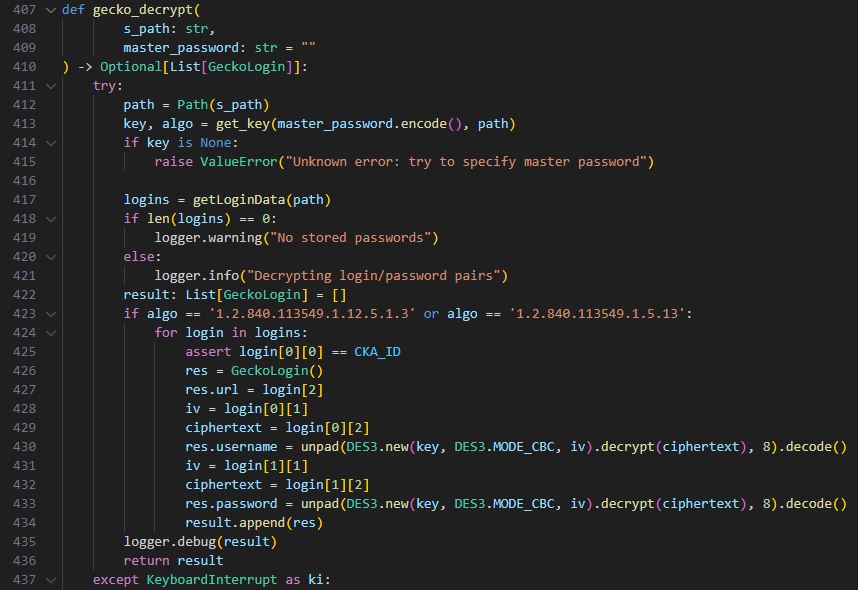 407 def gecko_decrypt(
408         s_path: str,
409         master_password: str = ""
410 ) -> Optional[List[GeckoLogin]]:
411     try:
412         path = Path(s_path)
413         key, algo = get_key(master_password.encode(), path)
414         if key is None:
415             raise ValueError("Unknown error: try to specify master password")
416
417         logins = getLoginData(path)
418         if len(logins) == 0:
419             logger.warning("No stored passwords")
420         else:
421             logger.info("Decrypting login/password pairs")
422         result: List[GeckoLogin] = []
423         if algo == '1.2.840.113549.1.12.5.1.3' or algo == '1.2.840.113549.1.5.13':
424             for login in logins:
425                 assert login[0][0] == CKA_ID
426                 res = GeckoLogin()
427                 res.url = login[2]
428                 iv = login[0][1]
429                 ciphertext = login[0][2]
430                 res.username = unpad(DES3.new(key, DES3.MODE_CBC, iv).decrypt(ciphertext), 8).decode()
431                 iv = login[1][1]
432                 ciphertext = login[1][2]
433                 res.password = unpad(DES3.new(key, DES3.MODE_CBC, iv).decrypt(ciphertext), 8).decode()
434                 result.append(res)
435         logger.debug(result)
436         return result
437     except KeyboardInterrupt as ki: